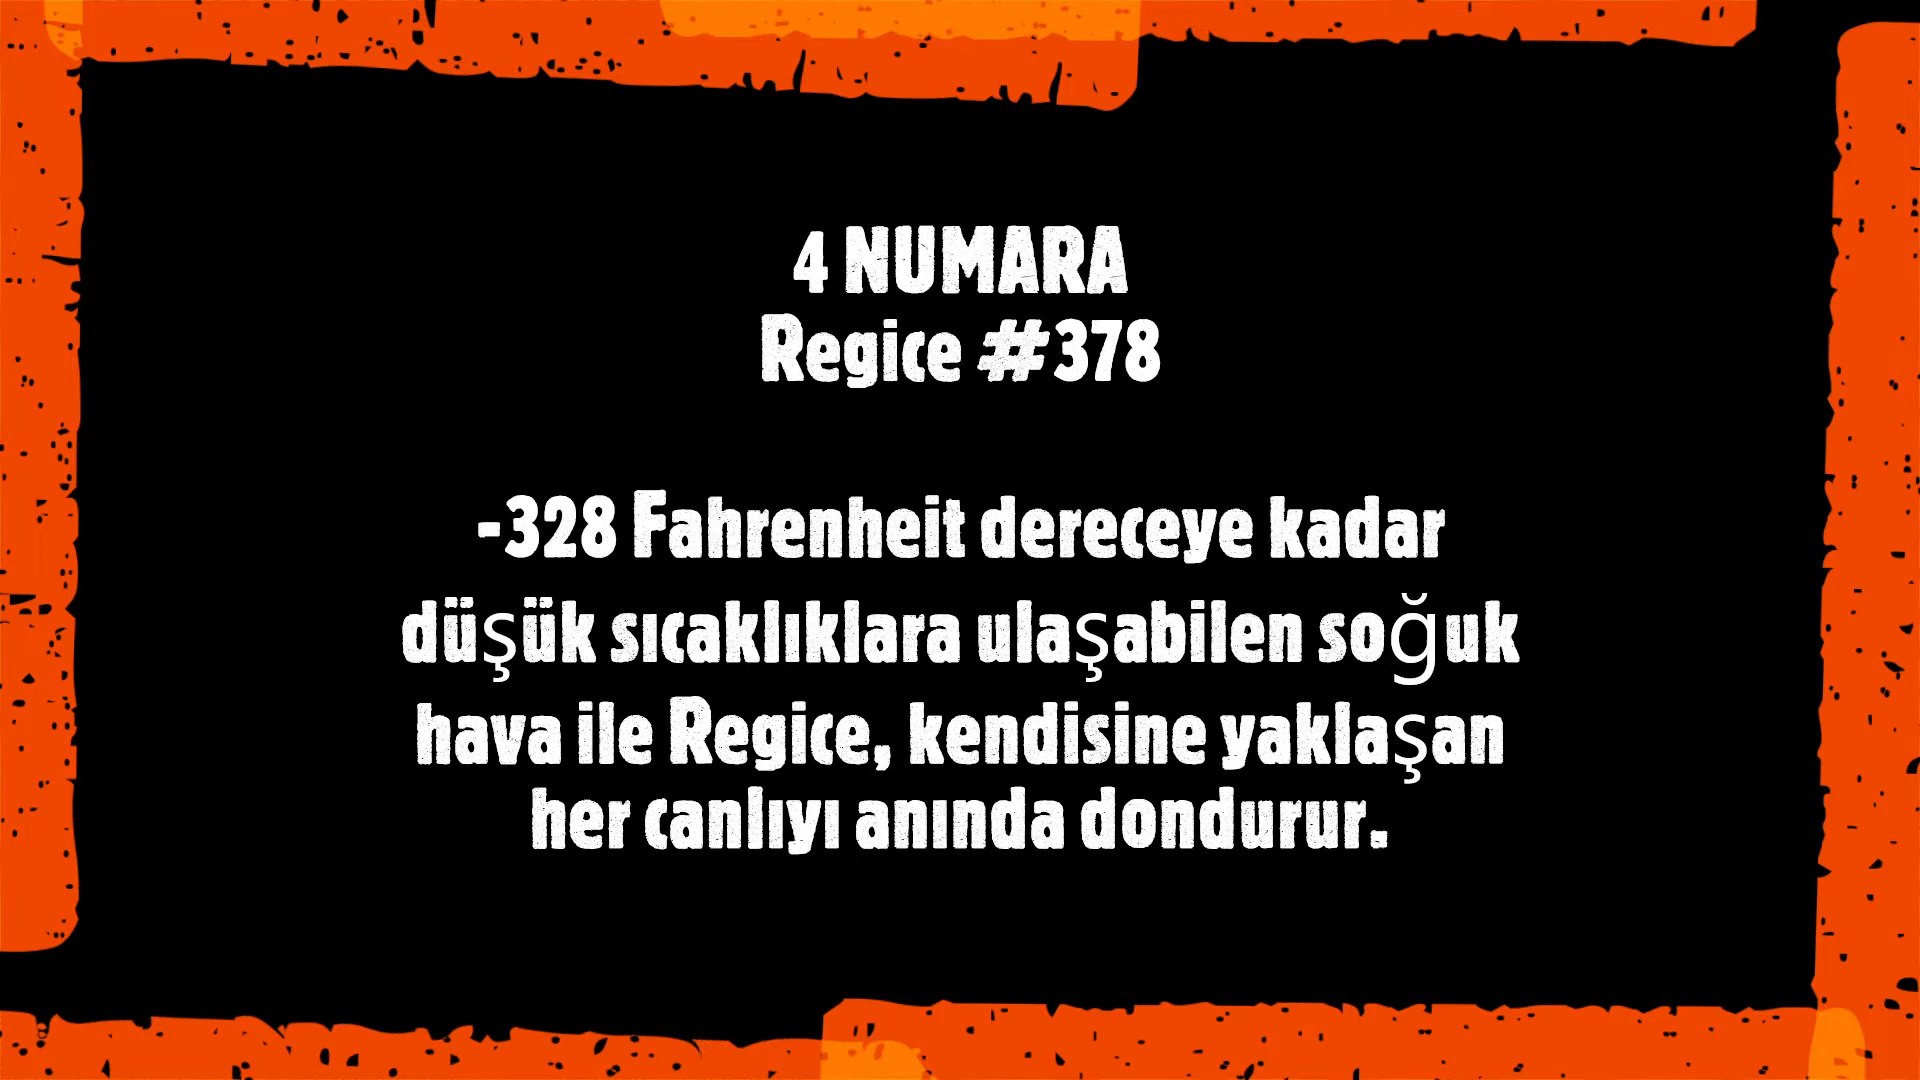 4 NUMARA
Regice #378
-328 Fahrenheit dereceye kadar
düşük sıcaklıklara ulaşabilen soğuk
hava ile Regice, kendisine yaklaşan
her canlıyı anında dondurur.